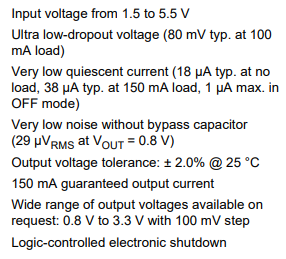 Input voltage from 1.5 to 5.5 V
Ultra low-dropout voltage (80 mV typ. at 100
mA load)
Very low quiescent current (18 µA typ. at no
load, 38 µA typ. at 150 mA load, 1 µA max. in
OFF mode)
Very low noise without bypass capacitor
(29 µVRMS at VOUT = 0.8 V)
Output voltage tolerance: ± 2.0% @ 25 °C
150 mA guaranteed output current
Wide range of output voltages available on
request: 0.8 V to 3.3 V with 100 mV step
Logic-controlled electronic shutdown